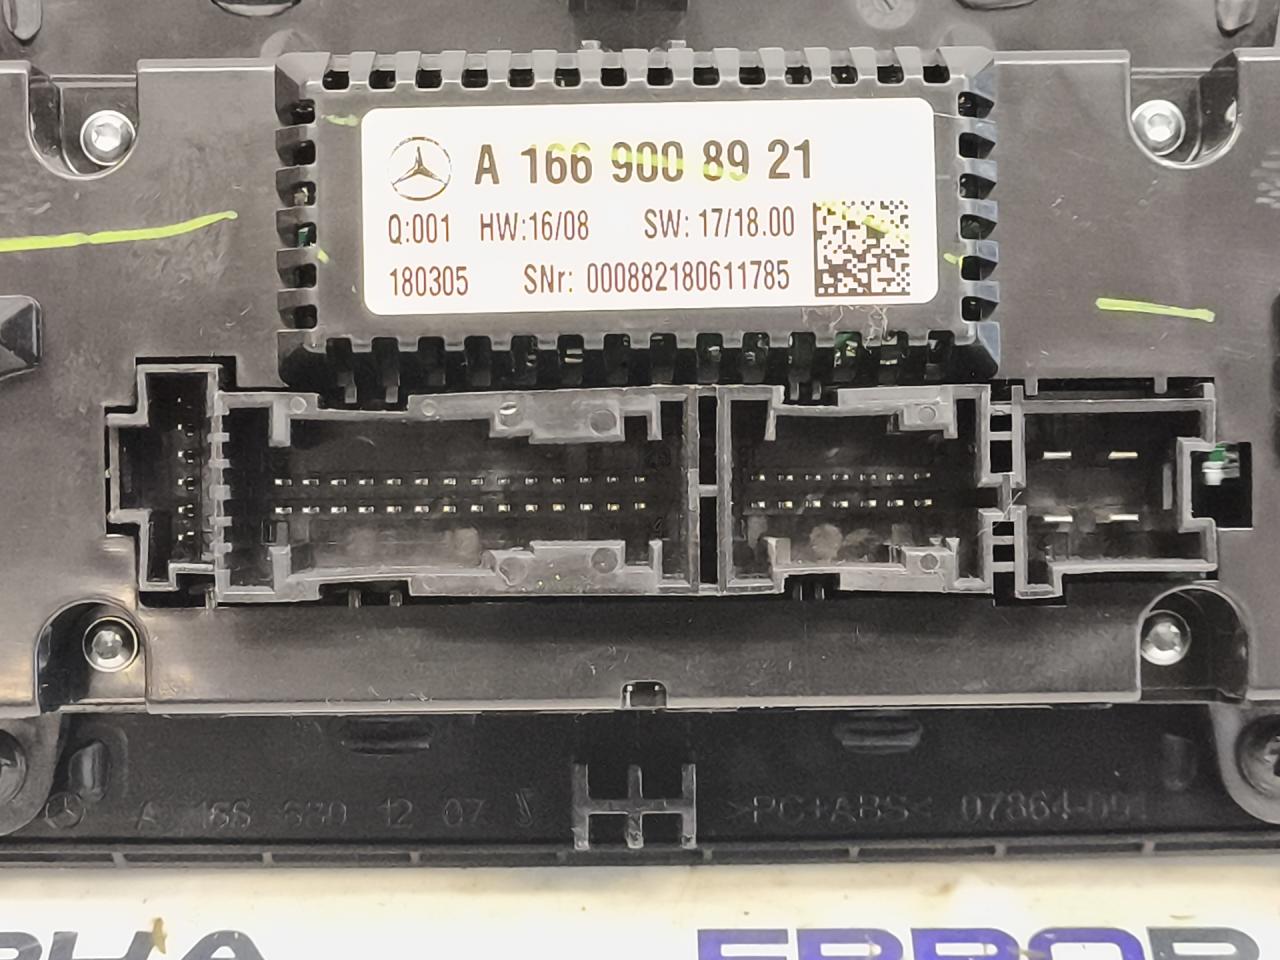 A 166 900 89 21
Q:001 HW:16/08 SW: 17/18.00
180305 SNr: 000882180611785
A 166 680 12 07
>PC+ABS< 07864-091